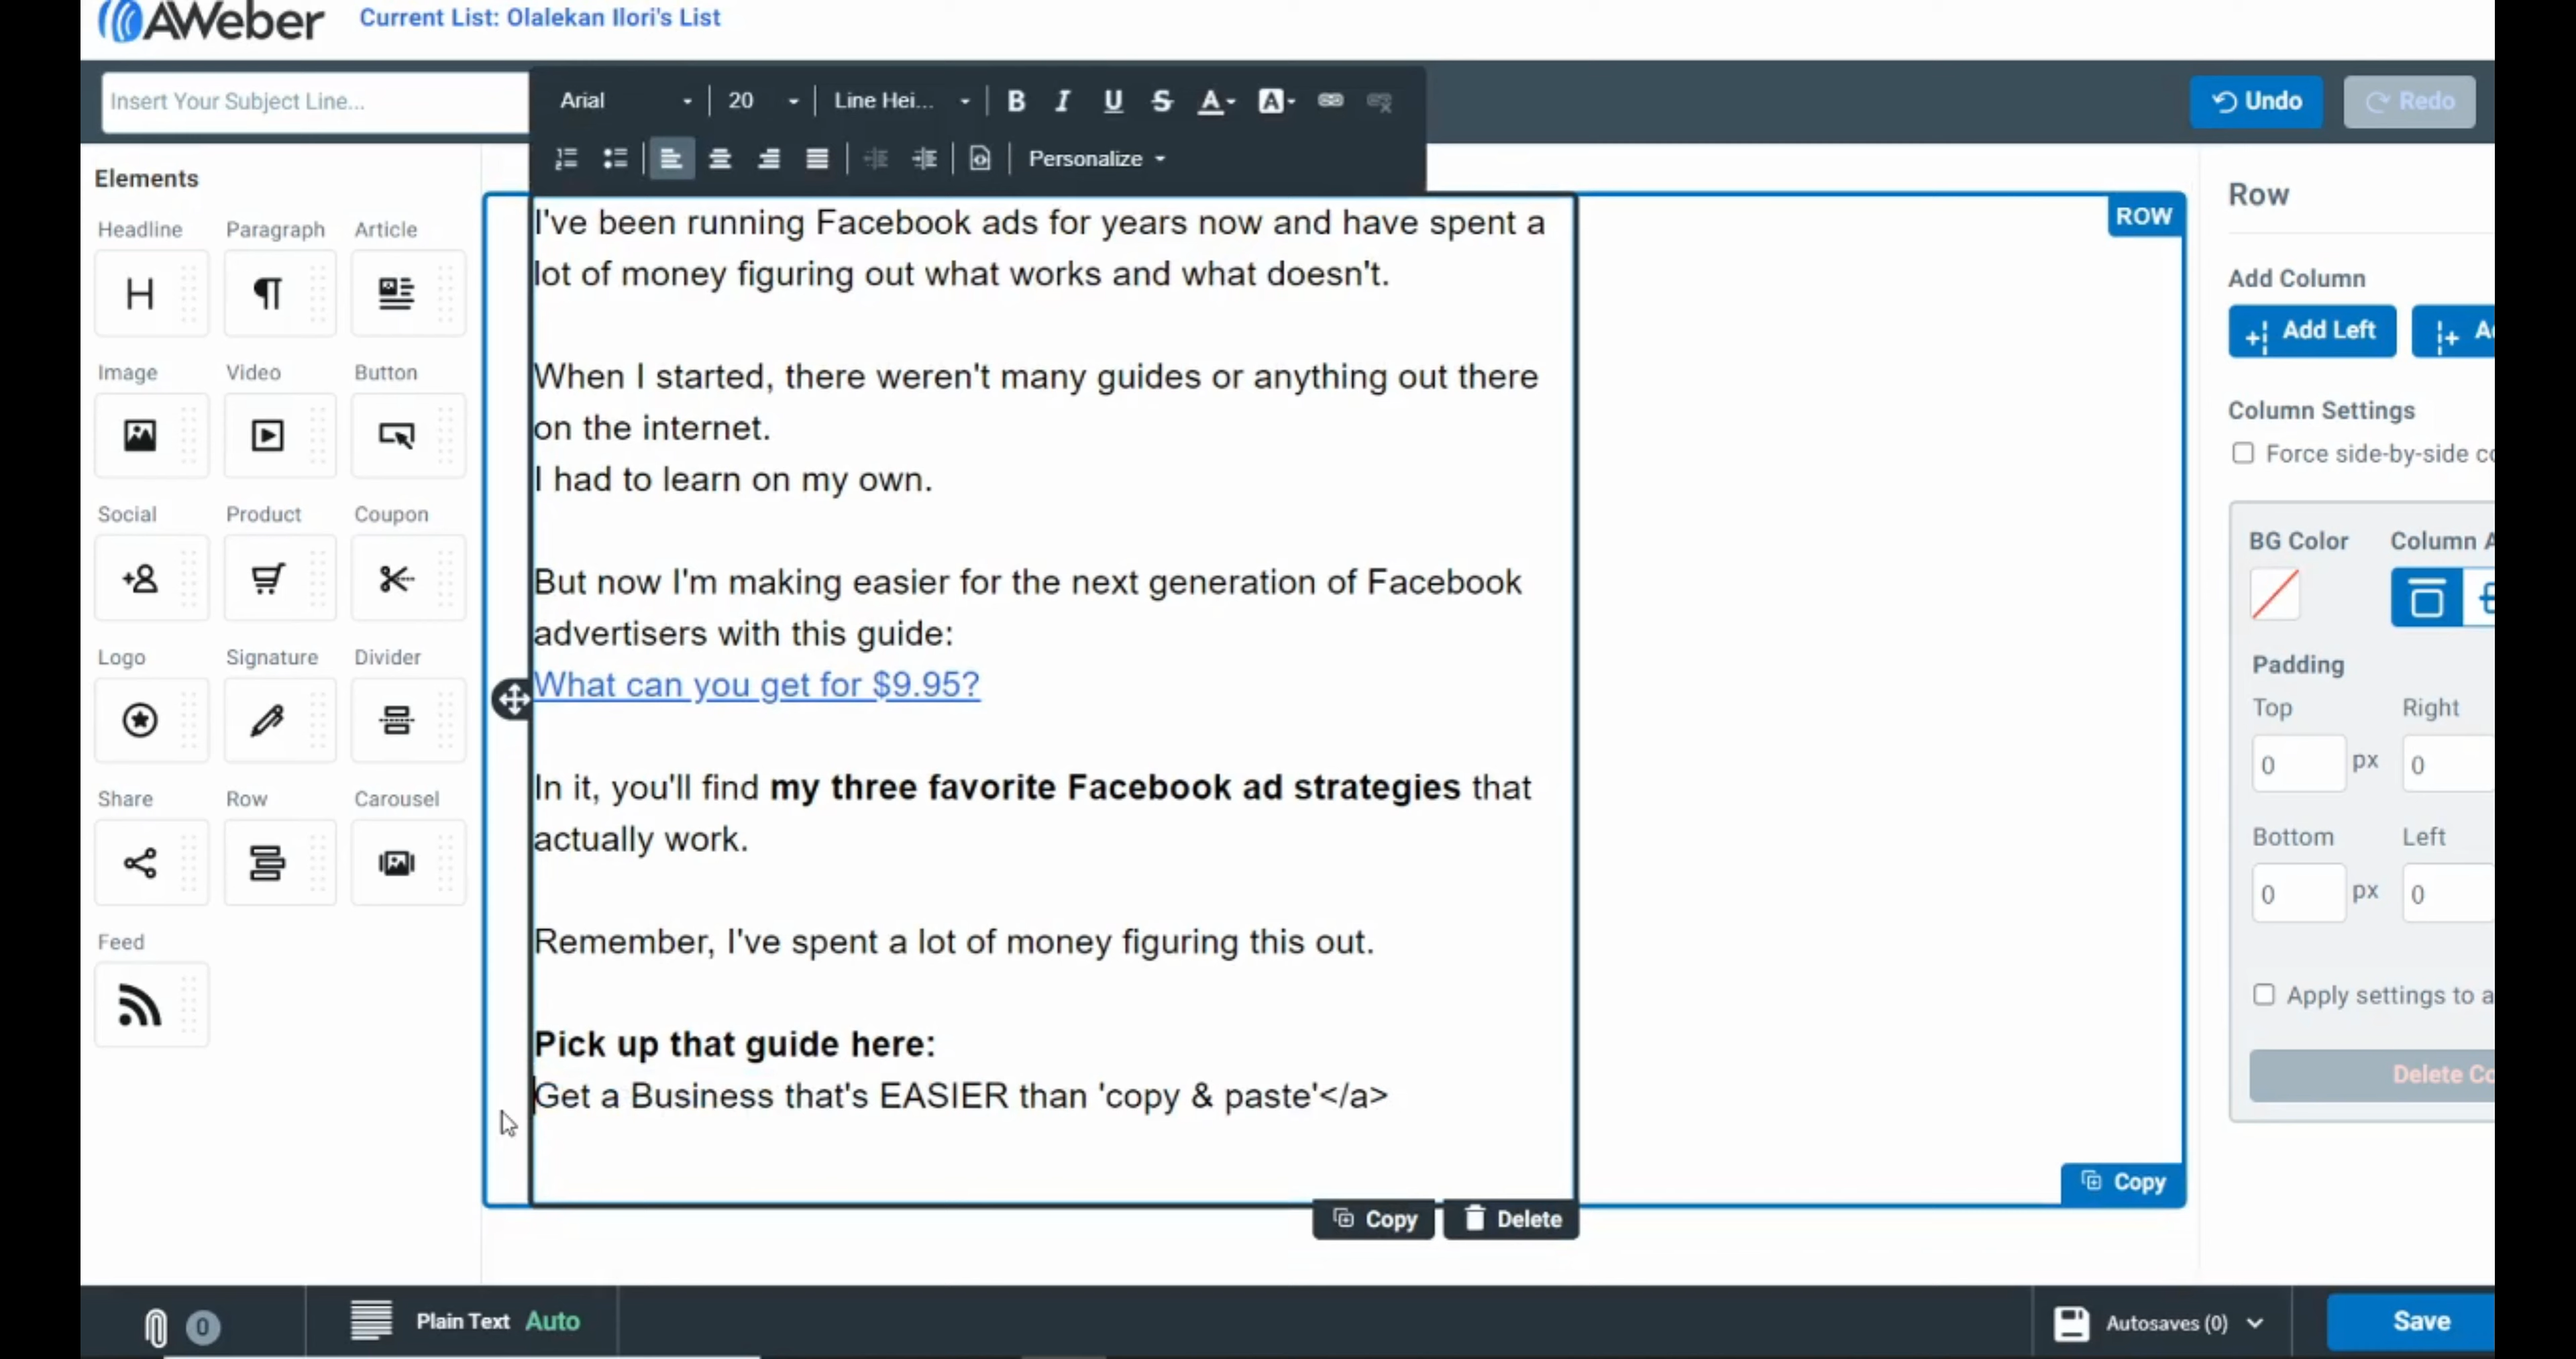 AWeber
Current List: Olalekan Ilori's List
Insert Your Subject Line...
Arial
20
Line Hei...
B I U S A A
Undo
Redo
Personalize
Elements
Headline
Paragraph
Article
H
Image
Video
Button
Social
Product
Coupon
Logo
Signature
Divider
Share
Row
Carousel
Feed
I've been running Facebook ads for years now and have spent a
lot of money figuring out what works and what doesn't.
When I started, there weren't many guides or anything out there
on the internet.
I had to learn on my own.
But now I'm making easier for the next generation of Facebook
advertisers with this guide:
What can you get for $9.95?
In it, you'll find my three favorite Facebook ad strategies that
actually work.
Remember, I've spent a lot of money figuring this out.
Pick up that guide here:
Get a Business that's EASIER than 'copy & paste'</a>
ROW
Copy
Copy
Delete
Row
Add Column
Add Left
Column Settings
Force side-by-side
BG Color
Column
Padding
Top
Right
0 px
0
Bottom
Left
0 px
0
Apply settings to
Delete
0
Plain Text Auto
Autosaves (0)
Save